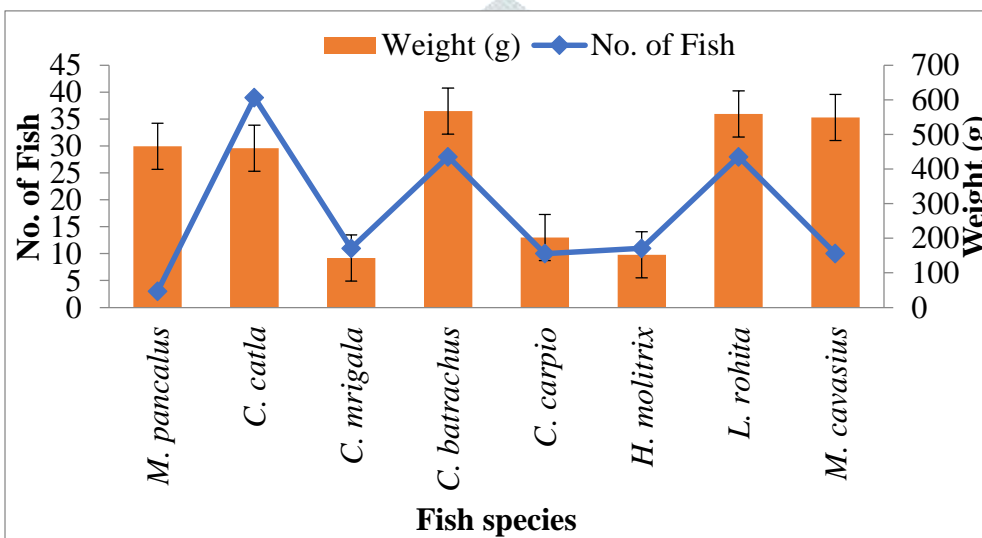 Weight (g) No. of Fish
45
40
35
30
25
20
15
10
5
0
No. of Fish
700
600
500
400
300
200
100
0
Weight (g)
M. pancalus
C. catla
C. mrigala
C. batrachus
C. carpio
H. molitrix
L. rohita
M. cavasius
Fish species